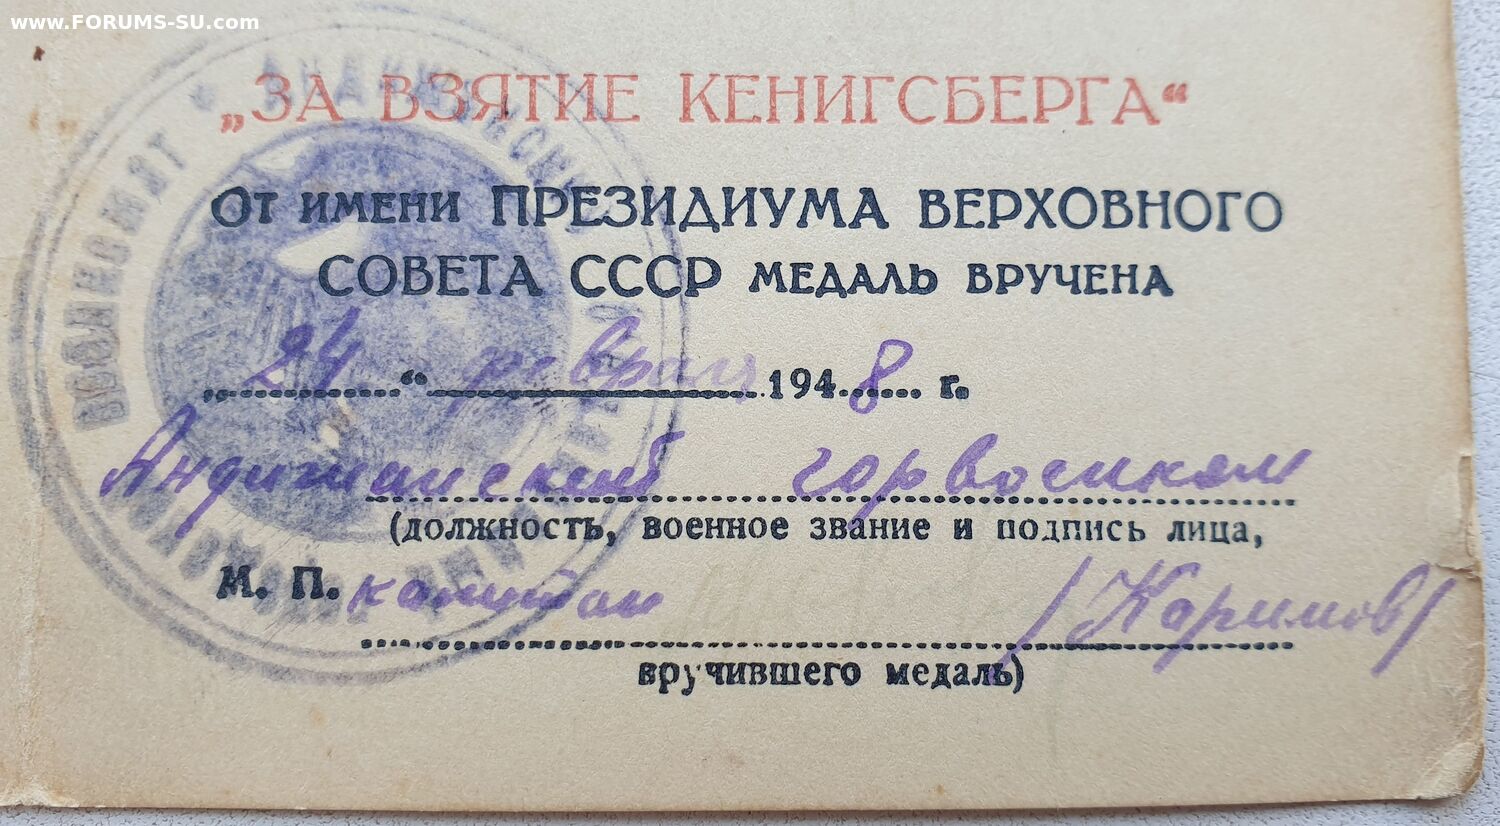 www.FORUMS-SU.com
„ЗА ВЗЯТИЕ КЕНИГСБЕРГА“
От имени ПРЕЗИДИУМА ВЕРХОВНОГО
СОВЕТА СССР медаль вручена
„24“ февраля 1948 г.
Андижанский горвоенком
(должность, военное звание и подпись лица,
М. П. капитан /Каримов/
вручившего медаль)